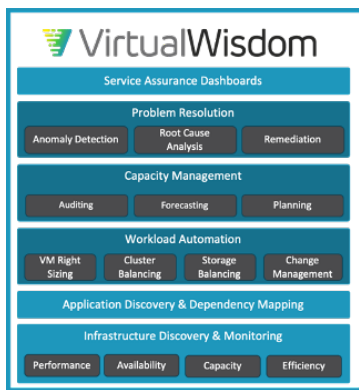 VirtualWisdom
Service Assurance Dashboards
Problem Resolution
Anomaly Detection
Root Cause
Analysis
Remediation
Capacity Management
Auditing
Forecasting
Planning
Workload Automation
VM Right
Sizing
Cluster
Balancing
Storage
Balancing
Change
Management
Application Discovery & Dependency Mapping
Infrastructure Discovery & Monitoring
Performance
Availability
Capacity
Efficiency